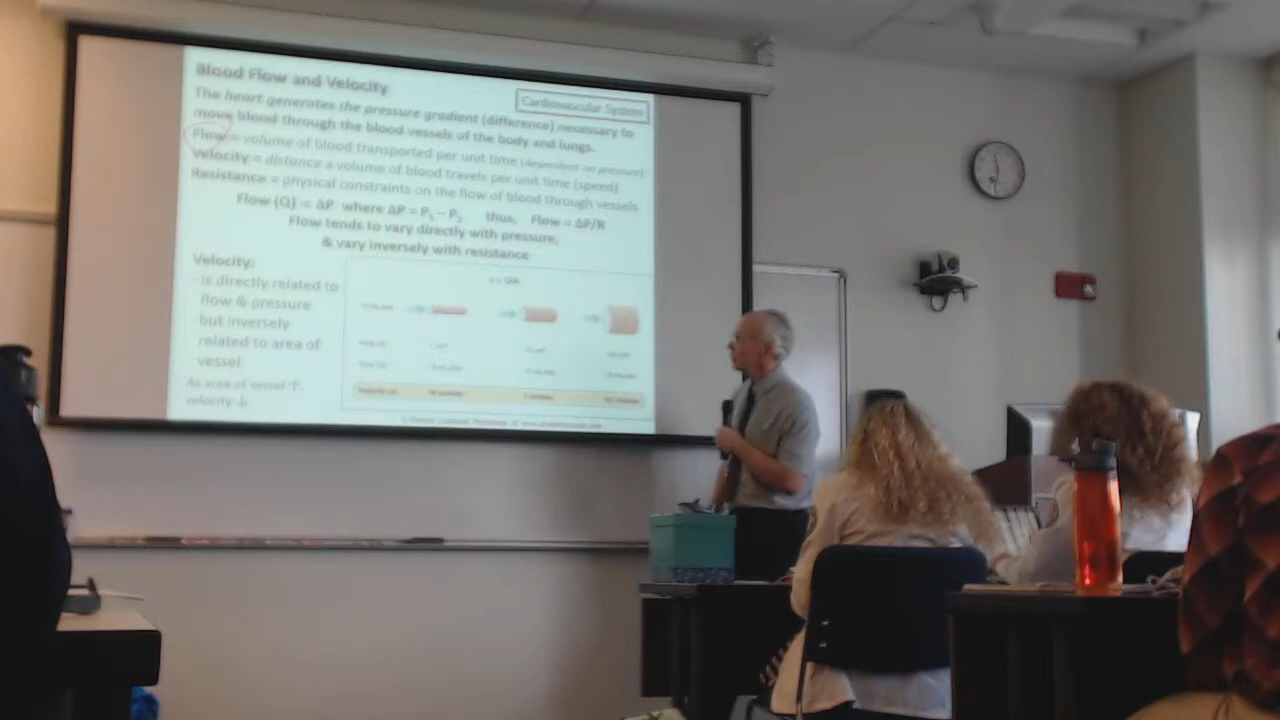 Blood Flow and Velocity
Cardiovascular System
The heart generates the pressure gradient (difference) necessary to
move blood through the blood vessels of the body and lungs.
Flow = volume of blood transported per unit time (dependent on pressure)
Velocity = distance a volume of blood travels per unit time (speed)
Resistance = physical constraints on the flow of blood through vessels
Flow (Q) ∝ ΔP where ΔP = P₁ – P₂ thus, Flow = ΔP/R
Flow tends to vary directly with pressure,
& vary inversely with resistance
Velocity:
- is directly related to
flow & pressure
but inversely
related to area of
vessel
As area of vessel ↑,
velocity ↓